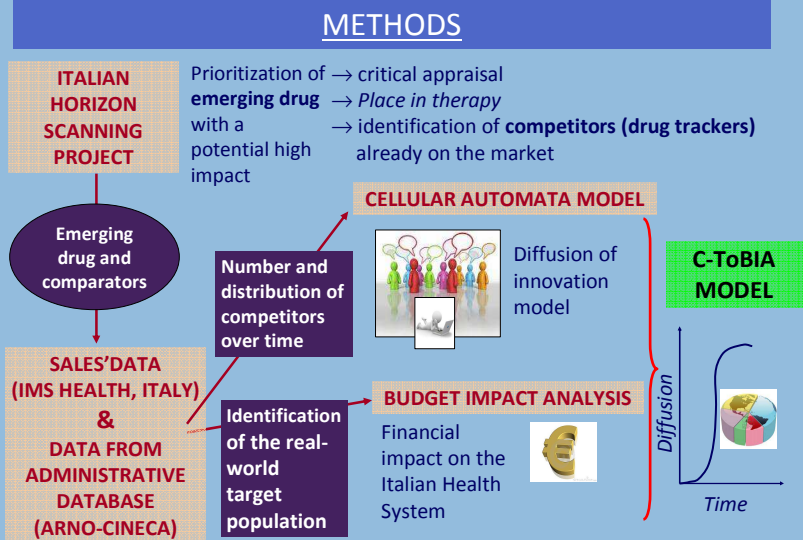 METHODS
ITALIAN
HORIZON
SCANNING
PROJECT
Prioritization of
emerging drug
with a
potential high
impact
→ critical appraisal
→ Place in therapy
→ identification of competitors (drug trackers)
already on the market
Emerging
drug and
comparators
SALES'DATA
(IMS HEALTH, ITALY)
&
DATA FROM
ADMINISTRATIVE
DATABASE
(ARNO-CINECA)
Number and
distribution of
competitors
over time
Identification
of the real-
world
target
population
CELLULAR AUTOMATA MODEL
Diffusion of
innovation
model
BUDGET IMPACT ANALYSIS
Financial
impact on the
Italian Health
System
C-ToBIA
MODEL
Diffusion
Time